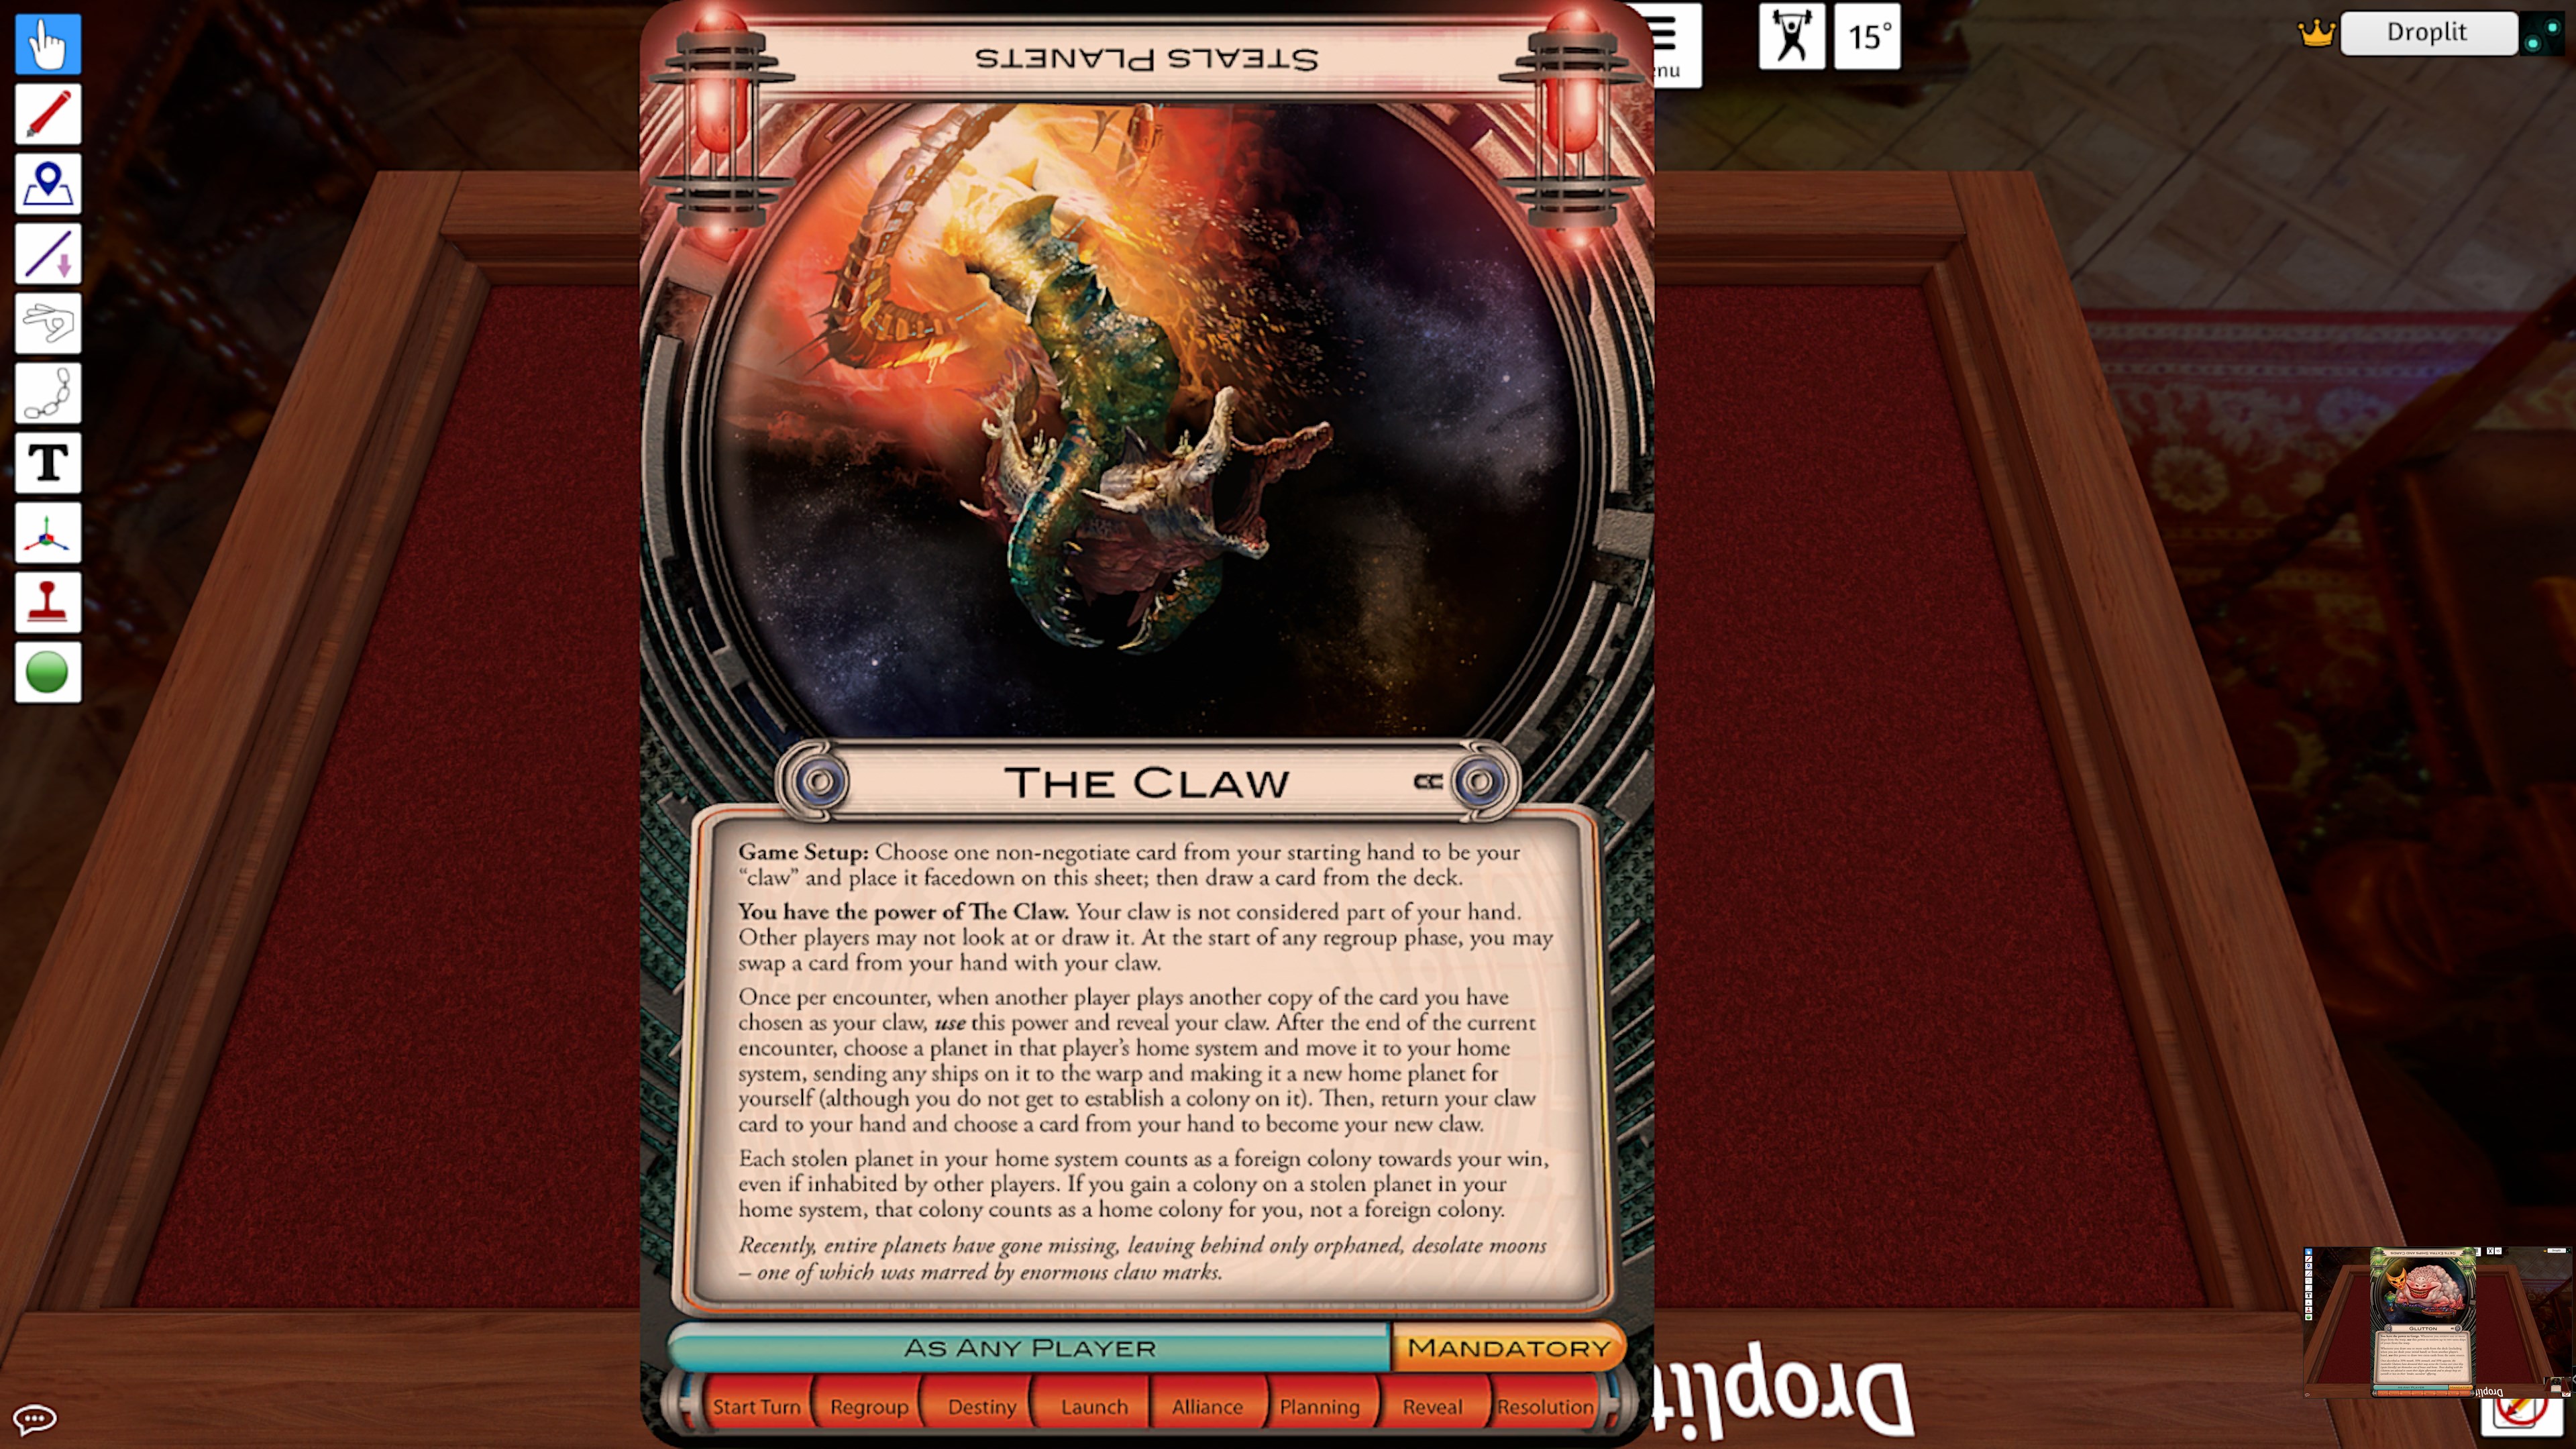 STEALS PLANETS
enu
15°
Droplit
T
THE CLAW
CC
Game Setup: Choose one non-negotiate card from your starting hand to be your
“claw” and place it facedown on this sheet; then draw a card from the deck.
You have the power of The Claw. Your claw is not considered part of your hand.
Other players may not look at or draw it. At the start of any regroup phase, you may
swap a card from your hand with your claw.
Once per encounter, when another player plays another copy of the card you have
chosen as your claw, use this power and reveal your claw. After the end of the current
encounter, choose a planet in that player’s home system and move it to your home
system, sending any ships on it to the warp and making it a new home planet for
yourself (although you do not get to establish a colony on it). Then, return your claw
card to your hand and choose a card from your hand to become your new claw.
Each stolen planet in your home system counts as a foreign colony towards your win,
even if inhabited by other players. If you gain a colony on a stolen planet in your
home system, that colony counts as a home colony for you, not a foreign colony.
Recently, entire planets have gone missing, leaving behind only orphaned, desolate moons
– one of which was marred by enormous claw marks.
AS ANY PLAYER MANDATORY
Start Turn Regroup Destiny Launch Alliance Planning Reveal Resolution
Droplit
GLUTTON